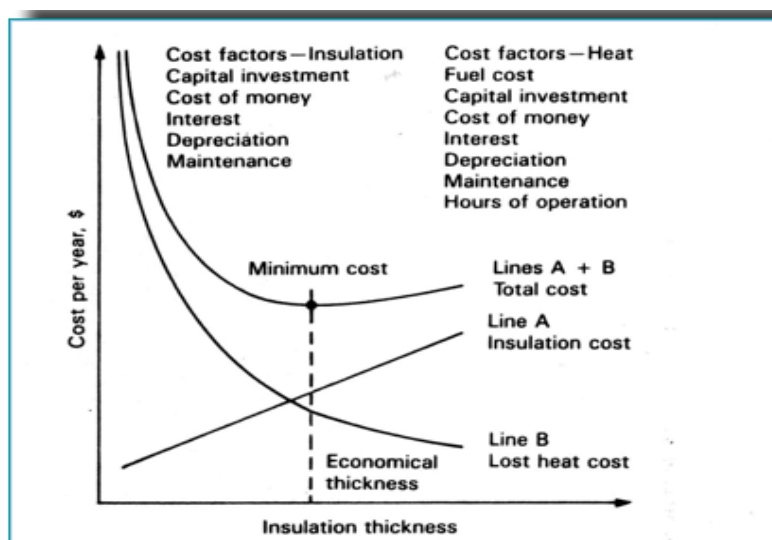 Cost factors—Insulation
Capital investment
Cost of money
Interest
Depreciation
Maintenance
Cost factors—Heat
Fuel cost
Capital investment
Cost of money
Interest
Depreciation
Maintenance
Hours of operation
Cost per year, $
Minimum cost
Lines A + B
Total cost
Line A
Insulation cost
Line B
Lost heat cost
Economical
thickness
Insulation thickness